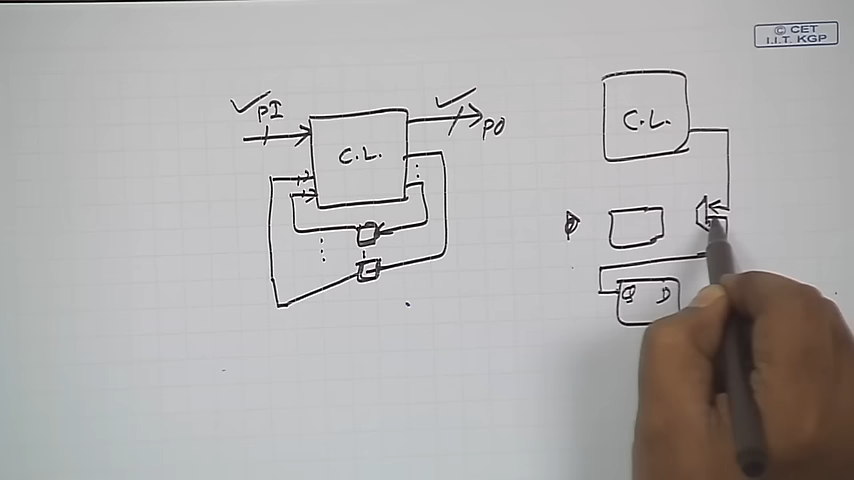 © CET
I.I.T. KGP
PI
PO
C.L.
C.L.
Q D